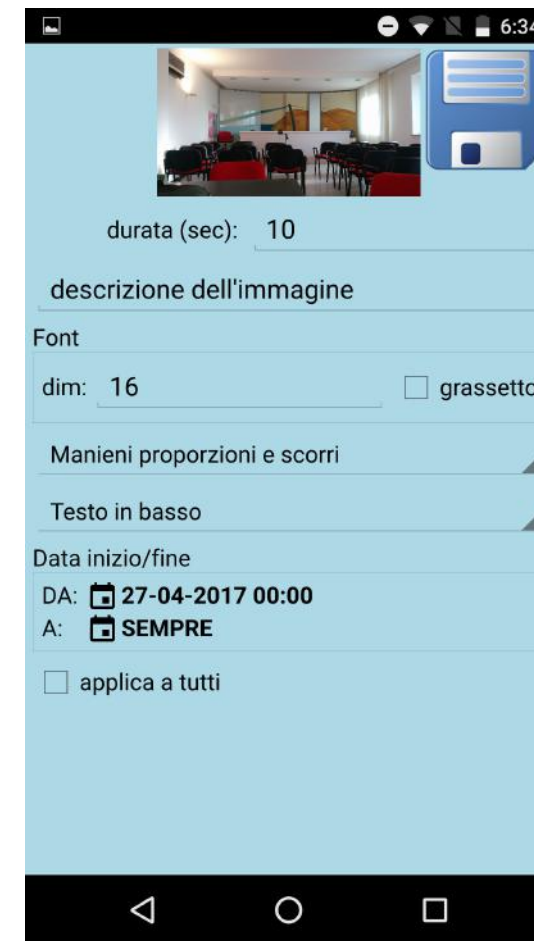 6:34
durata (sec): 10
descrizione dell'immagine
Font
dim: 16 grassetto
Manieni proporzioni e scorri
Testo in basso
Data inizio/fine
DA: 27-04-2017 00:00
A: SEMPRE
applica a tutti